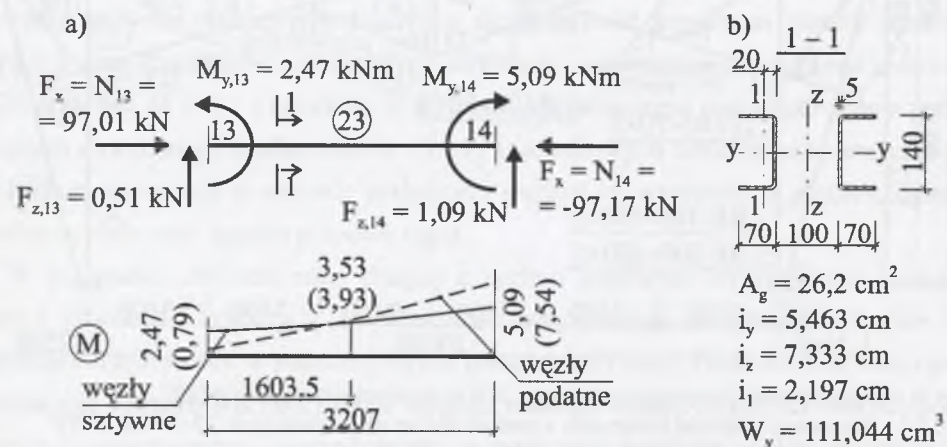 a)
F_x = N_13 =
= 97,01 kN
M_y,13 = 2,47 kNm
M_y,14 = 5,09 kNm
13
1
1
23
14
F_z,13 = 0,51 kN
F_z,14 = 1,09 kN
F_x = N_14 =
= -97,17 kN
M
2,47
(0,79)
3,53
(3,93)
5,09
(7,54)
węzły
sztywne
węzły
podatne
1603,5
3207
b)
1 – 1
20
1
z
5
y
y
140
1
z
70
100
70
A_g = 26,2 cm²
i_y = 5,463 cm
i_z = 7,333 cm
i_1 = 2,197 cm
W_y = 111,044 cm³